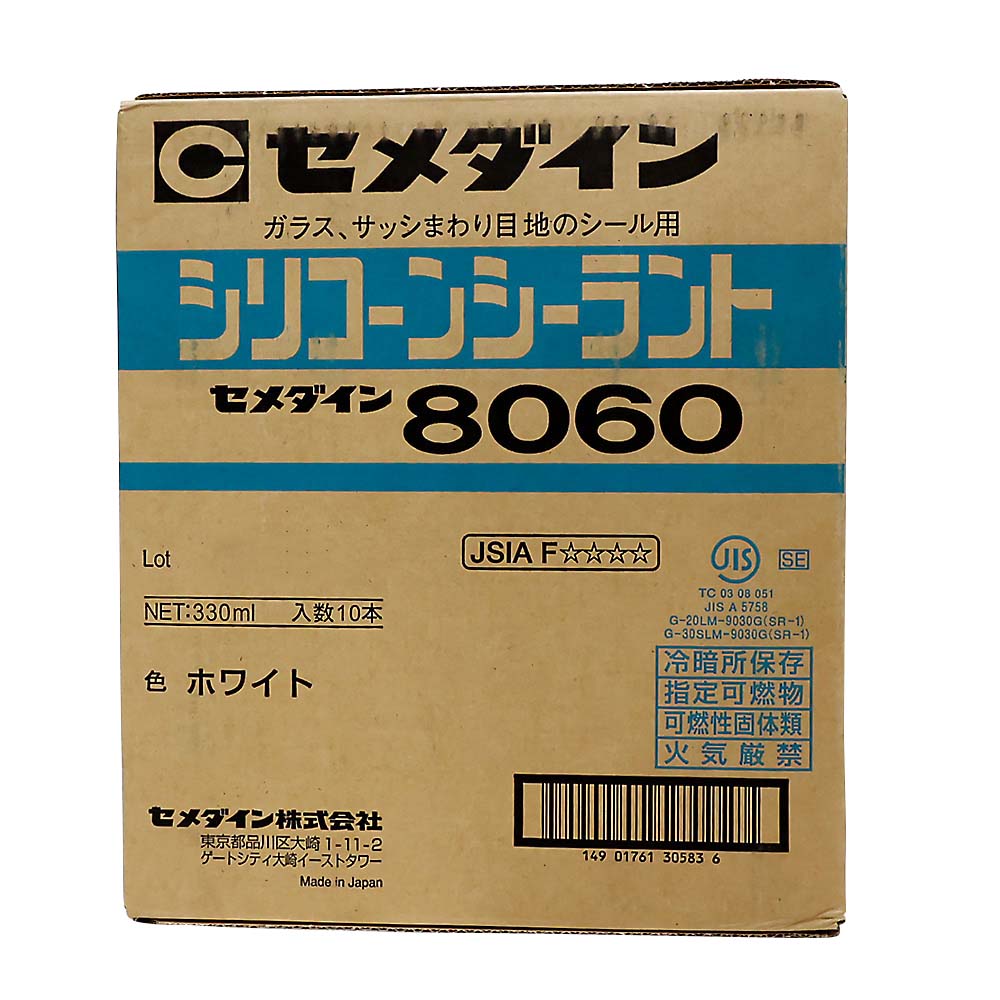 C セメダイン
ガラス、サッシまわり目地のシール用
シリコーンシーラント
セメダイン 8060
Lot
JSIA F☆☆☆☆
JIS SE
TC 03 08 051
JIS A 5758
G-20LM-9030G(SR-1)
G-30SLM-9030G(SR-1)
NET:330ml 入数10本
色 ホワイト
冷暗所保存
指定可燃物
可燃性固体類
火気厳禁
セメダイン株式会社
東京都品川区大崎1-11-2
ゲートシティ大崎イーストタワー
Made in Japan
149 01761 30583 6